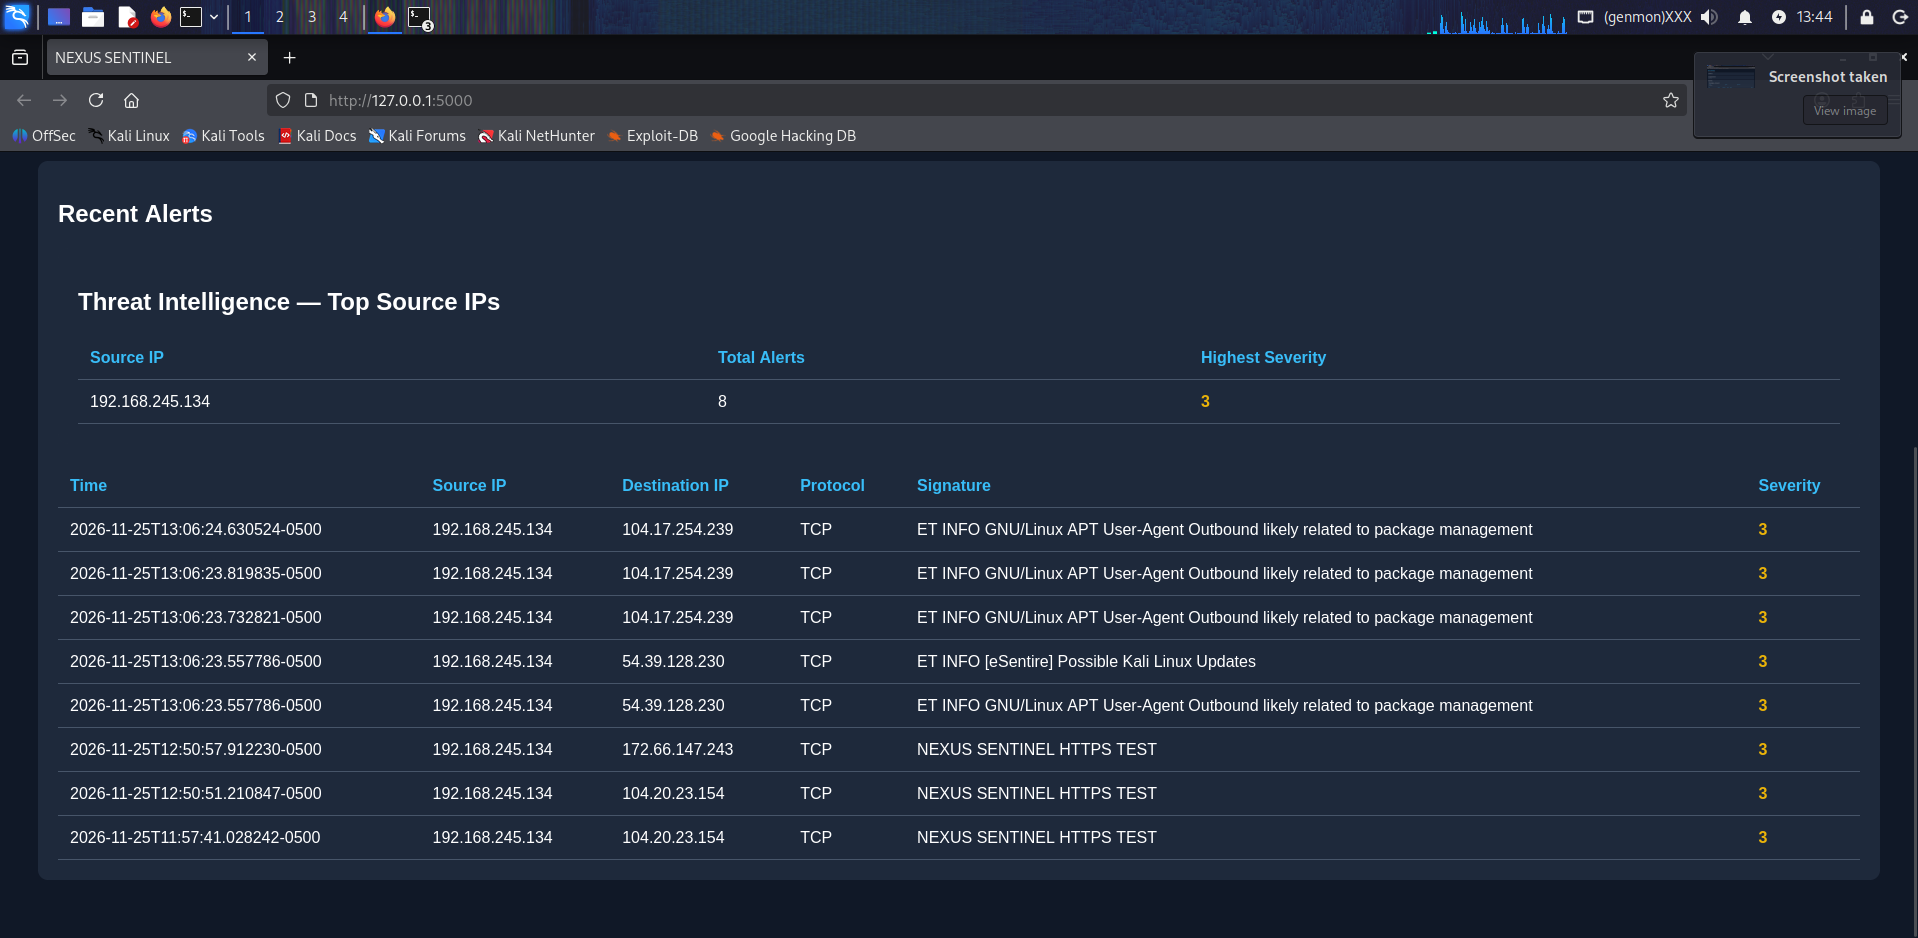 1 2 3 4 3 (genmon)XXX 13:44
NEXUS SENTINEL
Screenshot taken
http://127.0.0.1:5000
View image
OffSec Kali Linux Kali Tools Kali Docs Kali Forums Kali NetHunter Exploit-DB Google Hacking DB
Recent Alerts
Threat Intelligence — Top Source IPs
Source IP Total Alerts Highest Severity
192.168.245.134 8 3
Time Source IP Destination IP Protocol Signature Severity
2026-11-25T13:06:24.630524-0500 192.168.245.134 104.17.254.239 TCP ET INFO GNU/Linux APT User-Agent Outbound likely related to package management 3
2026-11-25T13:06:23.819835-0500 192.168.245.134 104.17.254.239 TCP ET INFO GNU/Linux APT User-Agent Outbound likely related to package management 3
2026-11-25T13:06:23.732821-0500 192.168.245.134 104.17.254.239 TCP ET INFO GNU/Linux APT User-Agent Outbound likely related to package management 3
2026-11-25T13:06:23.557786-0500 192.168.245.134 54.39.128.230 TCP ET INFO [eSentire] Possible Kali Linux Updates 3
2026-11-25T13:06:23.557786-0500 192.168.245.134 54.39.128.230 TCP ET INFO GNU/Linux APT User-Agent Outbound likely related to package management 3
2026-11-25T12:50:57.912230-0500 192.168.245.134 172.66.147.243 TCP NEXUS SENTINEL HTTPS TEST 3
2026-11-25T12:50:51.210847-0500 192.168.245.134 104.20.23.154 TCP NEXUS SENTINEL HTTPS TEST 3
2026-11-25T11:57:41.028242-0500 192.168.245.134 104.20.23.154 TCP NEXUS SENTINEL HTTPS TEST 3